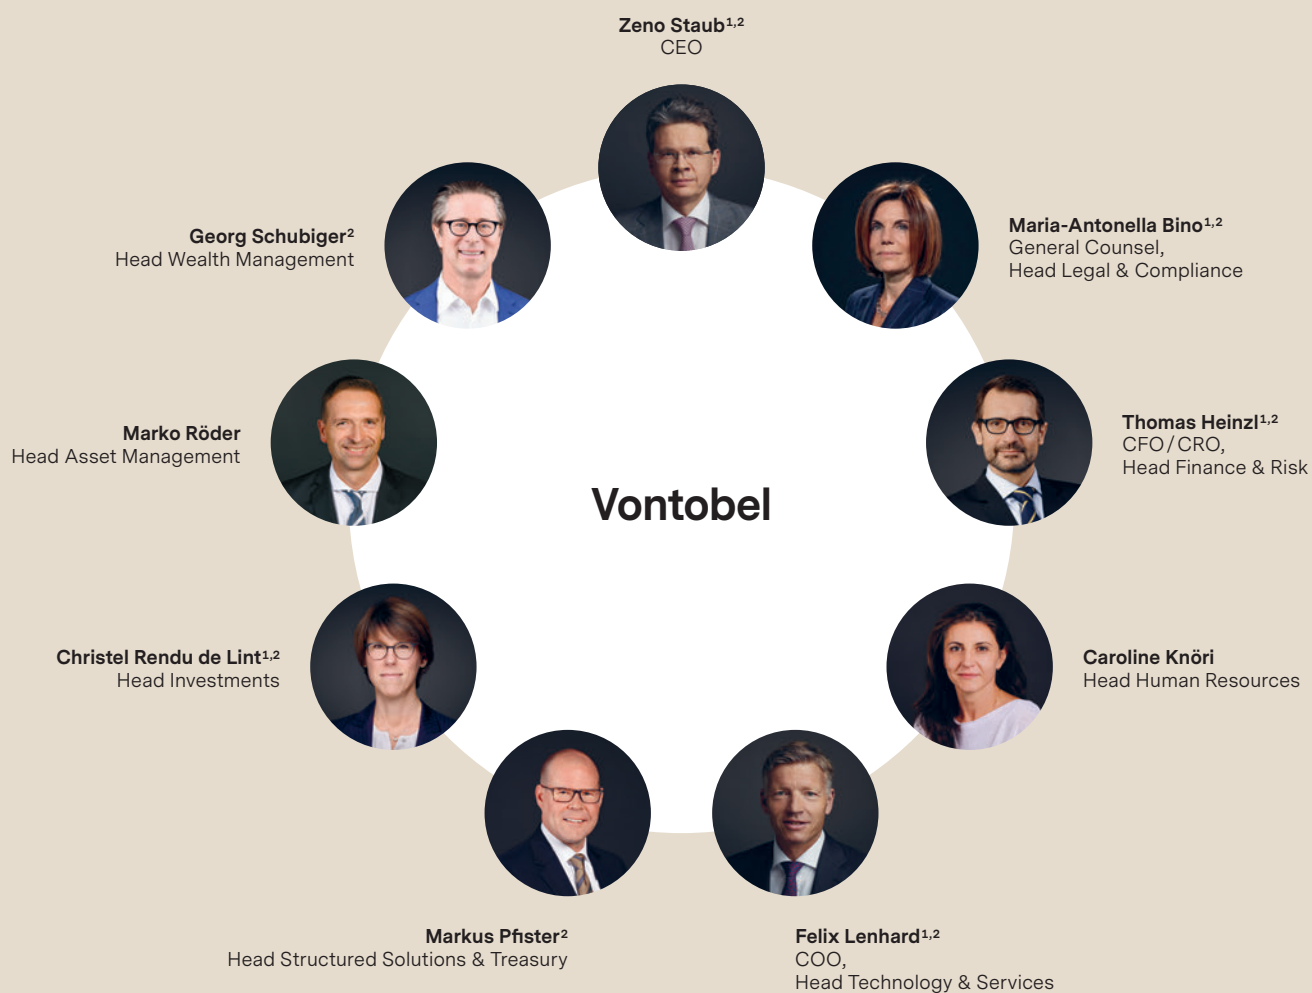 Zeno Staub¹,²
CEO
Georg Schubiger²
Head Wealth Management
Maria-Antonella Bino¹,²
General Counsel,
Head Legal & Compliance
Marko Röder
Head Asset Management
Thomas Heinzl¹,²
CFO / CRO,
Head Finance & Risk
Vontobel
Christel Rendu de Lint¹,²
Head Investments
Caroline Knöri
Head Human Resources
Markus Pfister²
Head Structured Solutions & Treasury
Felix Lenhard¹,²
COO,
Head Technology & Services